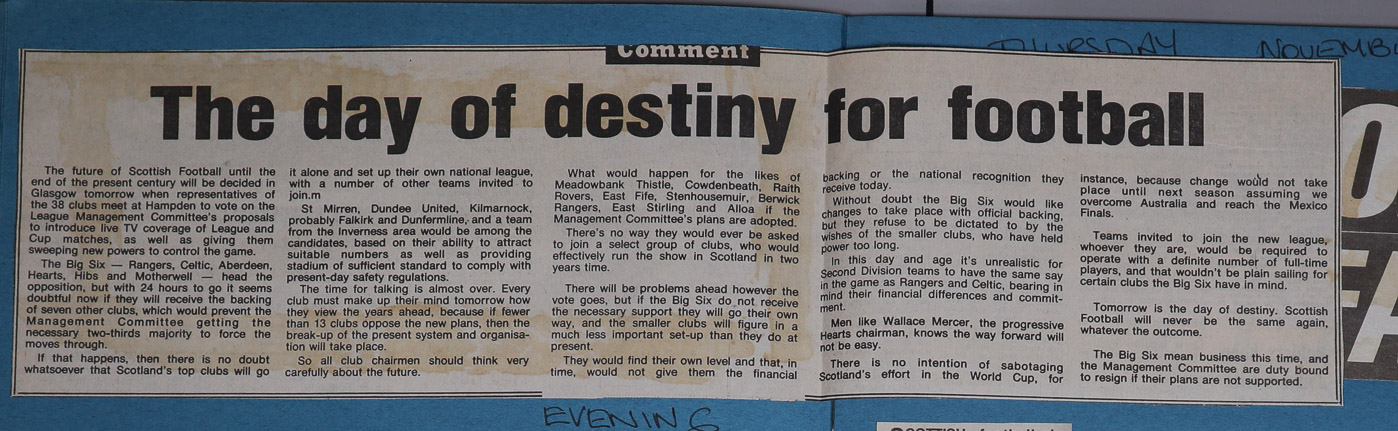 Comment
THURSDAY NOVEMB
The day of destiny for football
The future of Scottish Football until the
end of the present century will be decided in
Glasgow tomorrow when representatives of
the 38 clubs meet at Hampden to vote on the
League Management Committee's proposals
to introduce live TV coverage of League and
Cup matches, as well as giving them
sweeping new powers to control the game.
The Big Six — Rangers, Celtic, Aberdeen,
Hearts, Hibs and Motherwell — head the
opposition, but with 24 hours to go it seems
doubtful now if they will receive the backing
of seven other clubs, which would prevent the
Management Committee getting the
necessary two-thirds majority to force the
moves through.
If that happens, then there is no doubt
whatsoever that Scotland's top clubs will go
it alone and set up their own national league,
with a number of other teams invited to
join.m
St Mirren, Dundee United, Kilmarnock,
probably Falkirk and Dunfermline, and a team
from the Inverness area would be among the
candidates, based on their ability to attract
suitable numbers as well as providing
stadium of sufficient standard to comply with
present-day safety regulations.
The time for talking is almost over. Every
club must make up their mind tomorrow how
they view the years ahead, because if fewer
than 13 clubs oppose the new plans, then the
break-up of the present system and organisa-
tion will take place.
So all club chairmen should think very
carefully about the future.
What would happen for the likes of
Meadowbank Thistle, Cowdenbeath, Raith
Rovers, East Fife, Stenhousemuir, Berwick
Rangers, East Stirling and Alloa if the
Management Committee's plans are adopted.
There's no way they would ever be asked
to join a select group of clubs, who would
effectively run the show in Scotland in two
years time.
There will be problems ahead however the
vote goes, but if the Big Six do not receive
the necessary support they will go their own
way, and the smaller clubs will figure in a
much less important set-up than they do at
present.
They would find their own level and that, in
time, would not give them the financial
backing or the national recognition they
receive today.
Without doubt the Big Six would like
changes to take place with official backing,
but they refuse to be dictated to by the
wishes of the smaller clubs, who have held
power too long.
In this day and age it's unrealistic for
Second Division teams to have the same say
in the game as Rangers and Celtic, bearing in
mind their financial differences and commit-
ment.
Men like Wallace Mercer, the progressive
Hearts chairman, knows the way forward will
not be easy.
There is no intention of sabotaging
Scotland's effort in the World Cup, for
instance, because change would not take
place until next season assuming we
overcome Australia and reach the Mexico
Finals.
Teams invited to join the new league,
whoever they are, would be required to
operate with a definite number of full-time
players, and that wouldn't be plain sailing for
certain clubs the Big Six have in mind.
Tomorrow is the day of destiny. Scottish
Football will never be the same again,
whatever the outcome.
The Big Six mean business this time, and
the Management Committee are duty bound
to resign if their plans are not supported.
EVENING